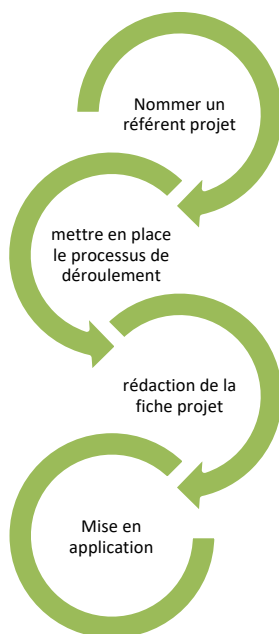 Nommer un
référent projet
mettre en place
le processus de
déroulement
rédaction de la
fiche projet
Mise en
application